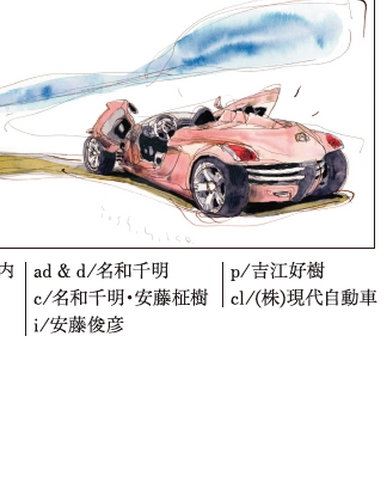 内
ad & d/名和千明
c/名和千明・安藤柾樹
i/安藤俊彦
p/吉江好樹
cl/(株)現代自動車